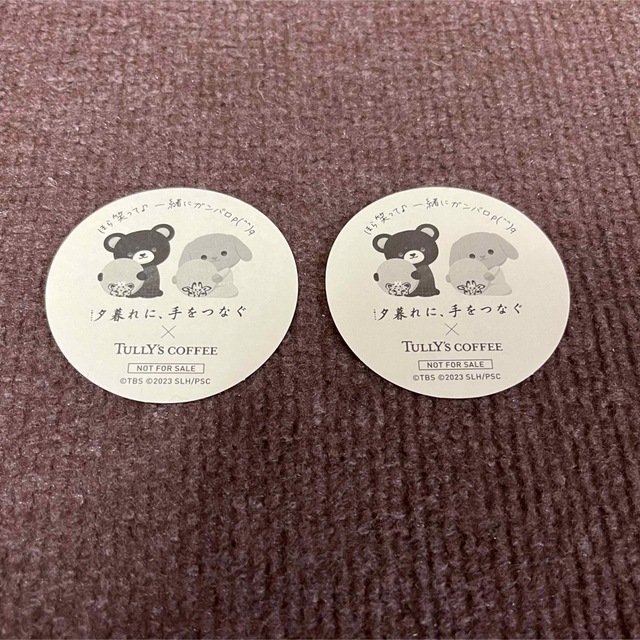 ほら笑って♪ 一緒にガンバロ p(^^)q
夕暮れに、手をつなぐ
×
TULLY'S COFFEE
NOT FOR SALE
©TBS ©2023 SLH/PSC
ほら笑って♪ 一緒にガンバロ p(^^)q
夕暮れに、手をつなぐ
×
TULLY'S COFFEE
NOT FOR SALE
©TBS ©2023 SLH/PSC